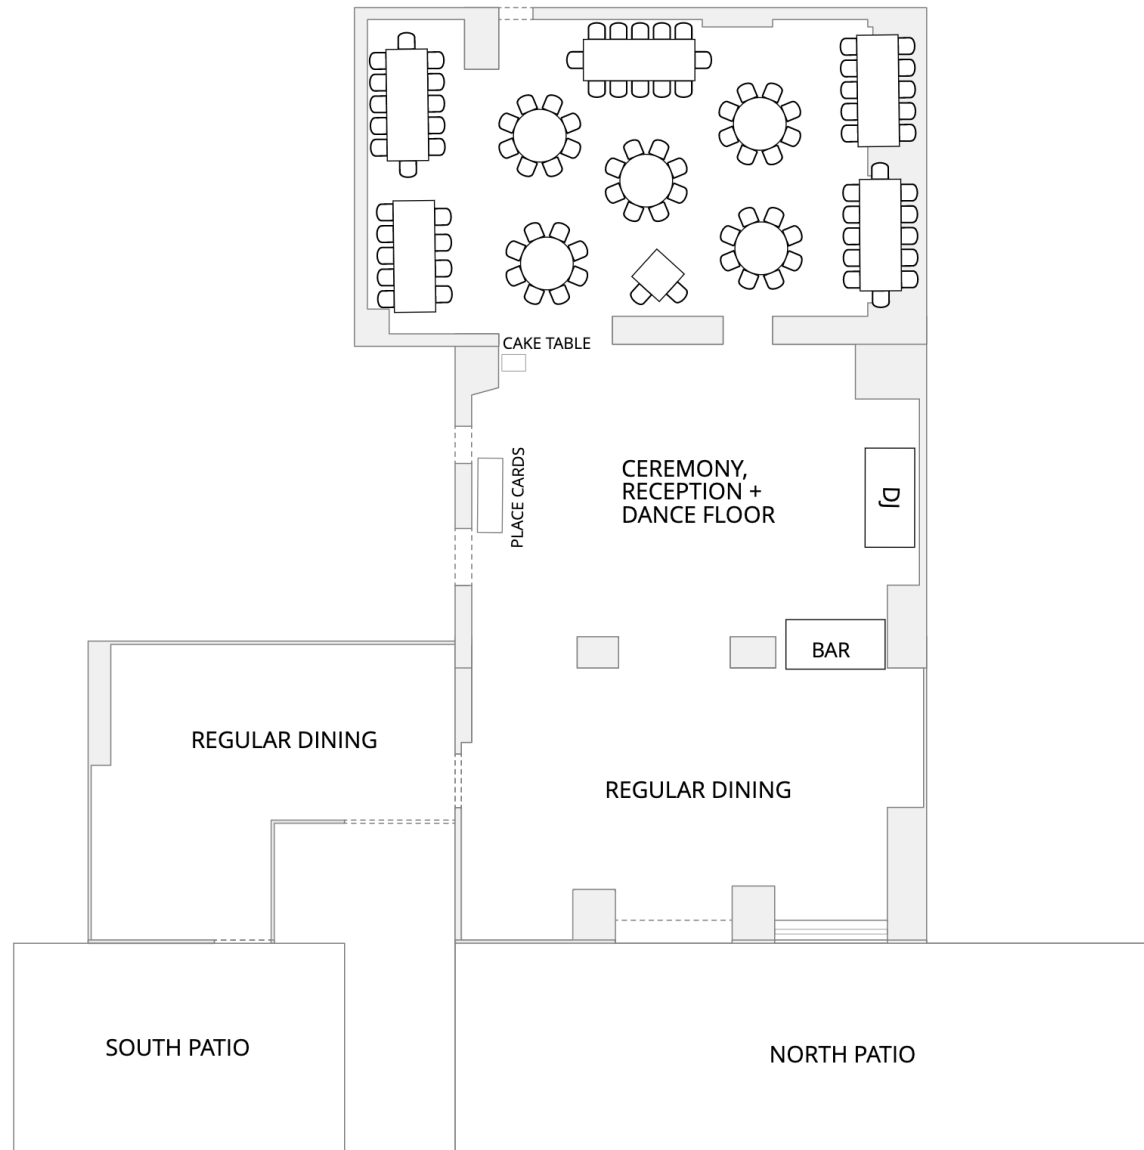 CAKE TABLE
PLACE CARDS
CEREMONY,
RECEPTION +
DANCE FLOOR
DJ
BAR
REGULAR DINING
REGULAR DINING
SOUTH PATIO
NORTH PATIO